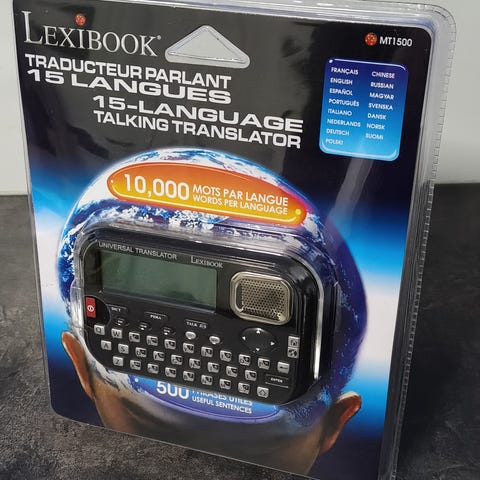 LEXIBOOK®
MT1500
TRADUCTEUR PARLANT
15 LANGUES
15-LANGUAGE
TALKING TRANSLATOR
FRANÇAIS
ENGLISH
ESPAÑOL
PORTUGUÊS
ITALIANO
NEDERLANDS
DEUTSCH
POLSKI
CHINESE
RUSSIAN
MAGYAR
SVENSKA
DANSK
NORSK
SUOMI
10,000 MOTS PAR LANGUE
WORDS PER LANGUAGE
UNIVERSAL TRANSLATOR
LEXIBOOK
TALK
ENTER
500 PHRASES UTILES
USEFUL SENTENCES